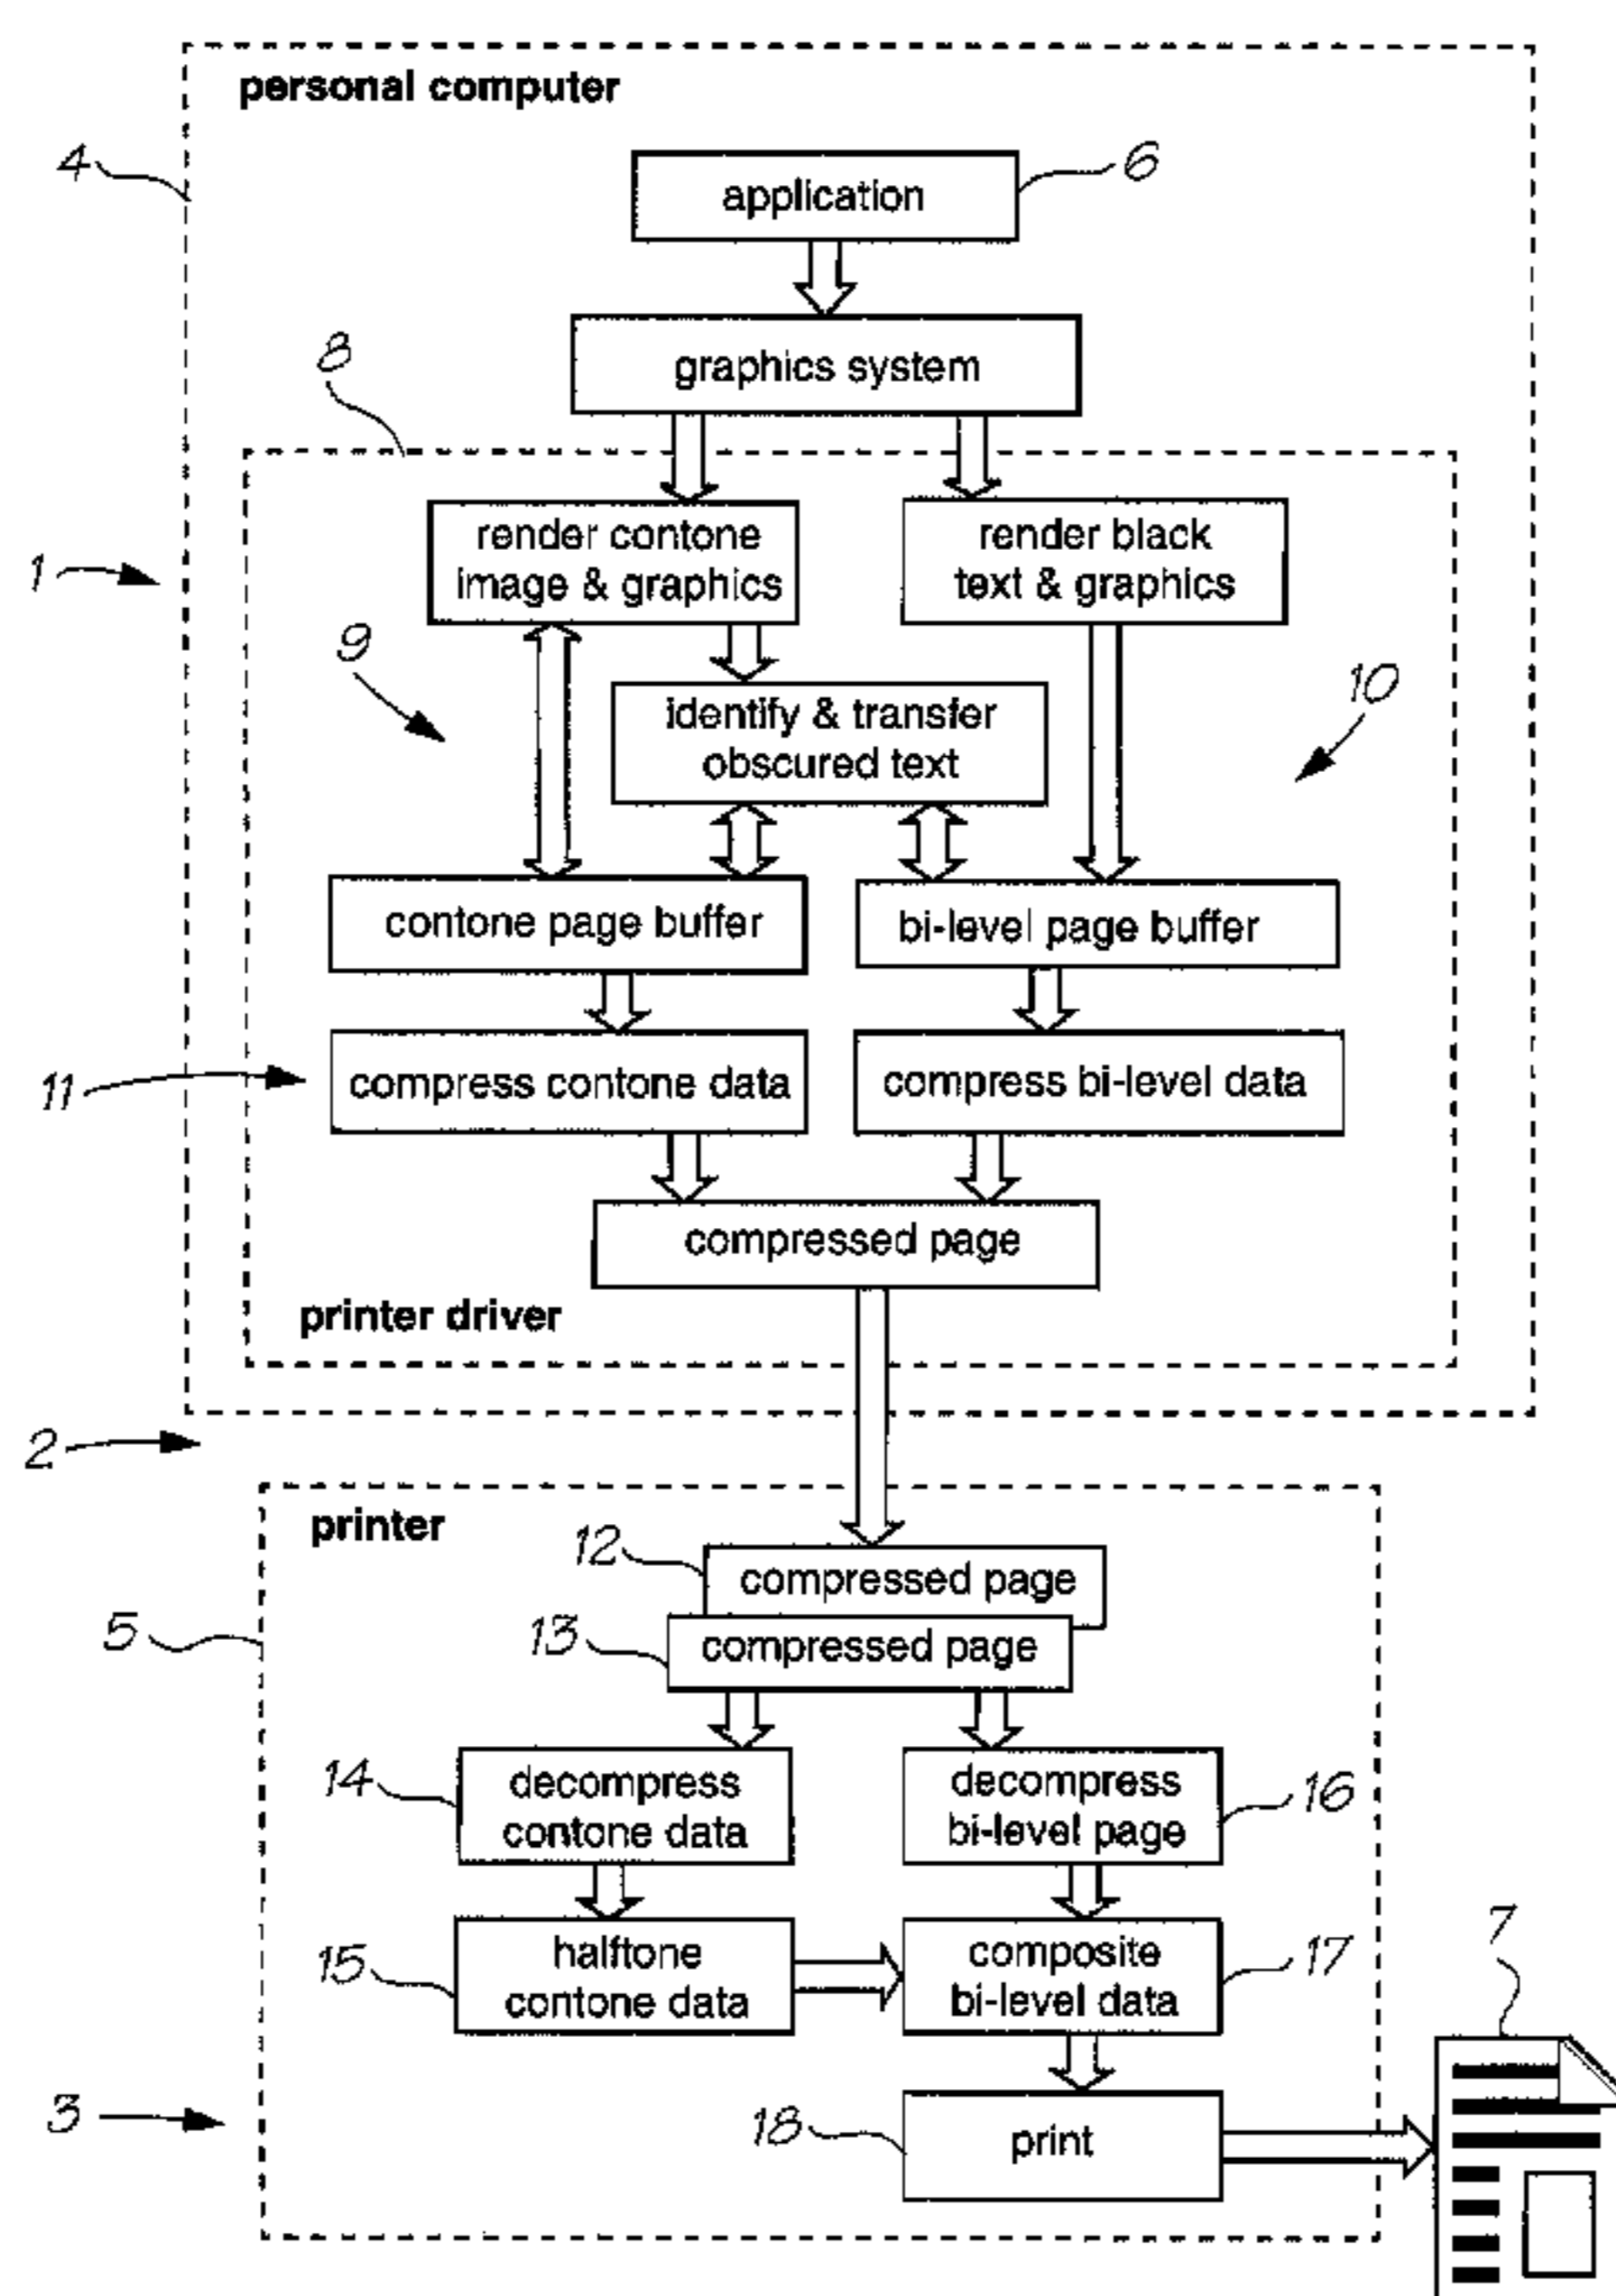 personal computer
4
6
application
8
graphics system
1
render contone
image & graphics
render black
text & graphics
9
10
identify & transfer
obscured text
contone page buffer
bi-level page buffer
11
compress contone data
compress bi-level data
compressed page
printer driver
2
printer
12
compressed page
5
13
compressed page
14
decompress
contone data
decompress
bi-level page
16
15
halftone
contone data
composite
bi-level data
17
7
3
18
print